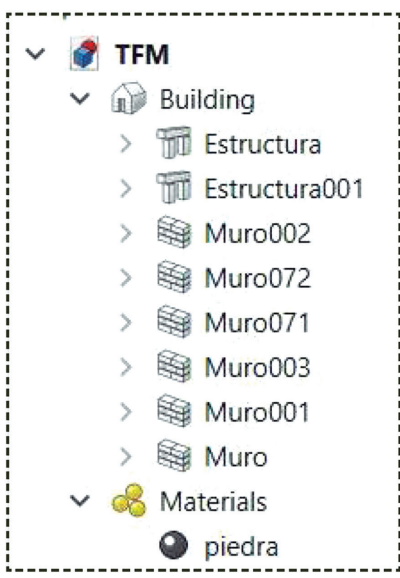 TFM
Building
Estructura
Estructura001
Muro002
Muro072
Muro071
Muro003
Muro001
Muro
Materials
piedra